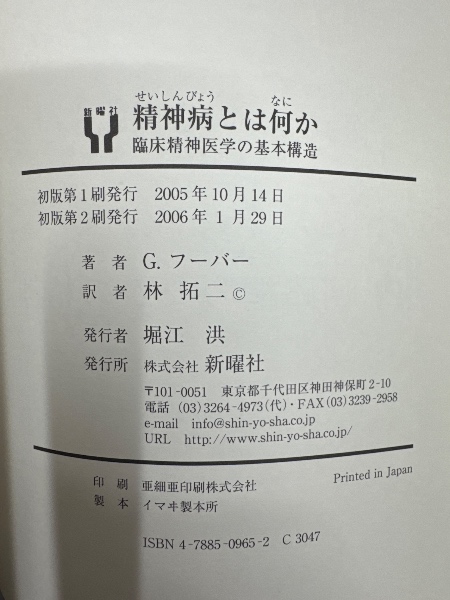 せいしんびょう なに
新曜社 精神病とは何か
臨床精神医学の基本構造
初版第1刷発行 2005年10月14日
初版第2刷発行 2006年 1月29日
著者 G. フーバー
訳者 林 拓二 ©
発行者 堀江 洪
発行所 株式会社 新曜社
〒101-0051 東京都千代田区神田神保町2-10
電話 (03)3264-4973(代)・FAX(03)3239-2958
e-mail info@shin-yo-sha.co.jp
URL http://www.shin-yo-sha.co.jp/
印刷 亜細亜印刷株式会社 Printed in Japan
製本 イマヰ製本所
ISBN 4-7885-0965-2 C 3047